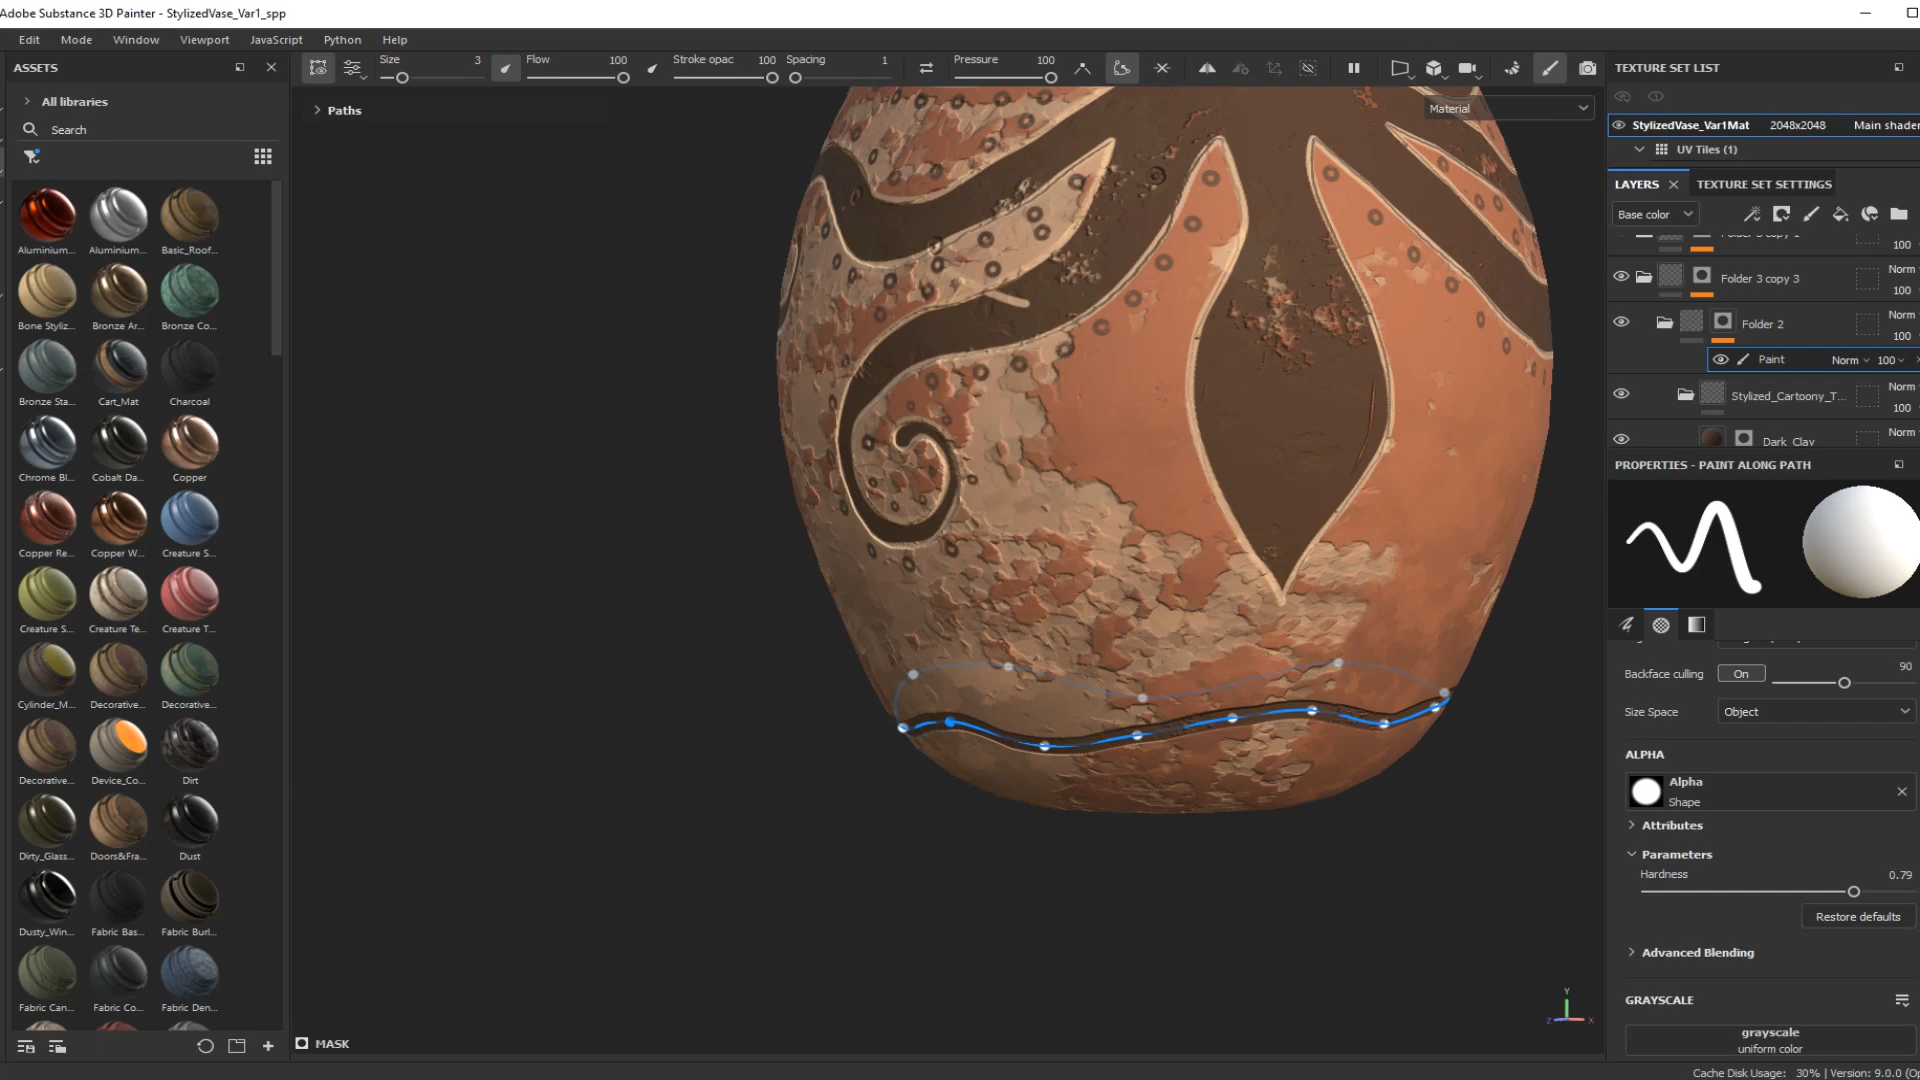 Adobe Substance 3D Painter - StylizedVase_Var1_spp
Edit Mode Window Viewport JavaScript Python Help
ASSETS
All libraries
Search
Aluminium... Aluminium... Basic_Roof...
Bone Styliz... Bronze Ar... Bronze Co...
Bronze Sta... Cart_Mat Charcoal
Chrome Bl... Cobalt Da... Copper
Copper Re... Copper W... Creature S...
Creature S... Creature Te... Creature T...
Cylinder_M... Decorative... Decorative...
Decorative... Device_Co... Dirt
Dirty_Glass... Doors&Fra... Dust
Dusty_Win... Fabric Bas... Fabric Burl...
Fabric Can... Fabric Co... Fabric Den...
Size 3 Flow 100 Stroke opac 100 Spacing 1 Pressure 100
Paths
Material
MASK
Y
Z X
TEXTURE SET LIST
StylizedVase_Var1Mat 2048x2048 Main shader
UV Tiles (1)
LAYERS TEXTURE SET SETTINGS
Base color
100
Folder 3 copy 3 Norm
100
Folder 2 Norm
100
Paint Norm 100
Stylized_Cartoony_T... Norm
100
Dark_Clay Norm
PROPERTIES - PAINT ALONG PATH
Backface culling On 90
Size Space Object
ALPHA
Alpha
Shape
Attributes
Parameters
Hardness 0.79
Restore defaults
Advanced Blending
GRAYSCALE
grayscale
uniform color
Cache Disk Usage: 30% | Version: 9.0.0 (Op